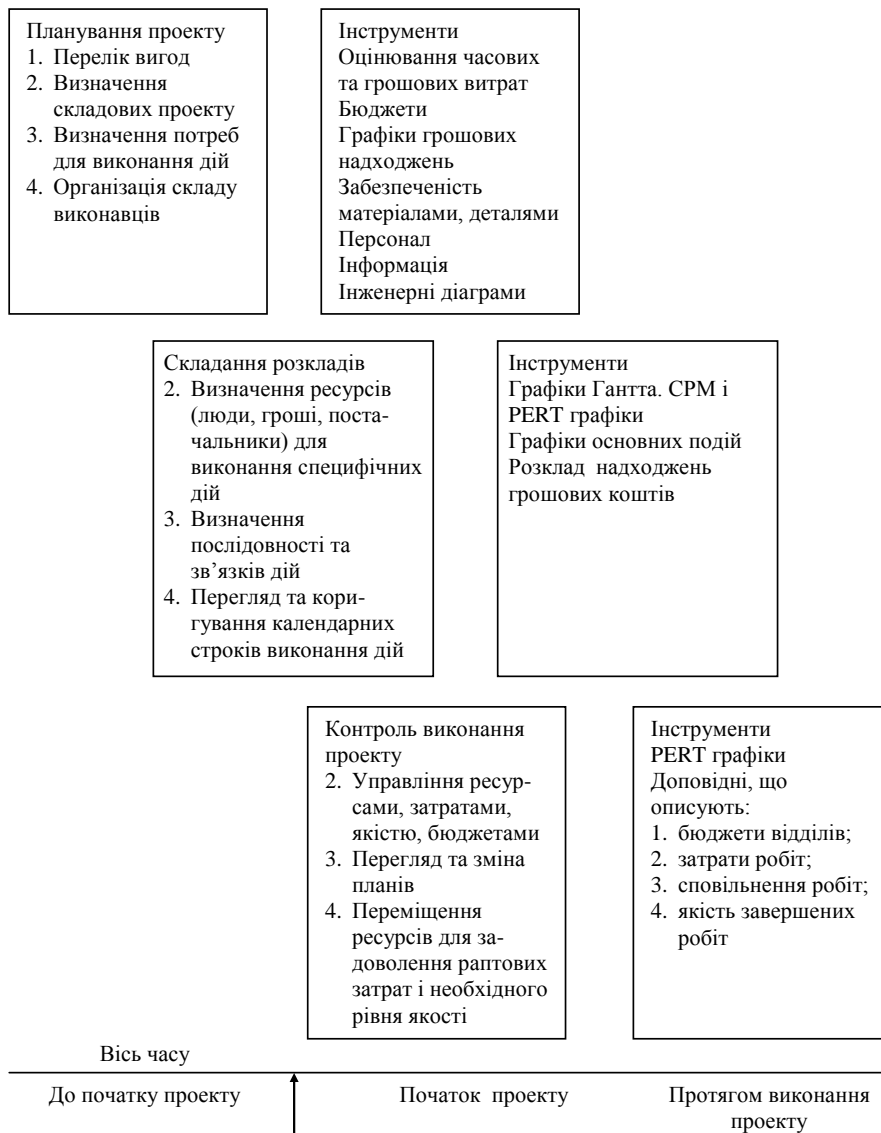 Планування проекту
1. Перелік вигод
2. Визначення
складових проекту
3. Визначення потреб
для виконання дій
4. Організація складу
виконавців
Інструменти
Оцінювання часових
та грошових витрат
Бюджети
Графіки грошових
надходжень
Забезпеченість
матеріалами, деталями
Персонал
Інформація
Інженерні діаграми
Складання розкладів
2. Визначення ресурсів
(люди, гроші, поста-
чальники) для
виконання специфічних
дій
3. Визначення
послідовності та
зв’язків дій
4. Перегляд та кори-
гування календарних
строків виконання дій
Інструменти
Графіки Гантта. CPM і
PERT графіки
Графіки основних подій
Розклад надходжень
грошових коштів
Контроль виконання
проекту
2. Управління ресур-
сами, затратами,
якістю, бюджетами
3. Перегляд та зміна
планів
4. Переміщення
ресурсів для за-
доволення раптових
затрат і необхідного
рівня якості
Інструменти
PERT графіки
Доповідні, що
описують:
1. бюджети відділів;
2. затрати робіт;
3. сповільнення робіт;
4. якість завершених
робіт
Вісь часу
До початку проекту
Початок проекту
Протягом виконання
проекту